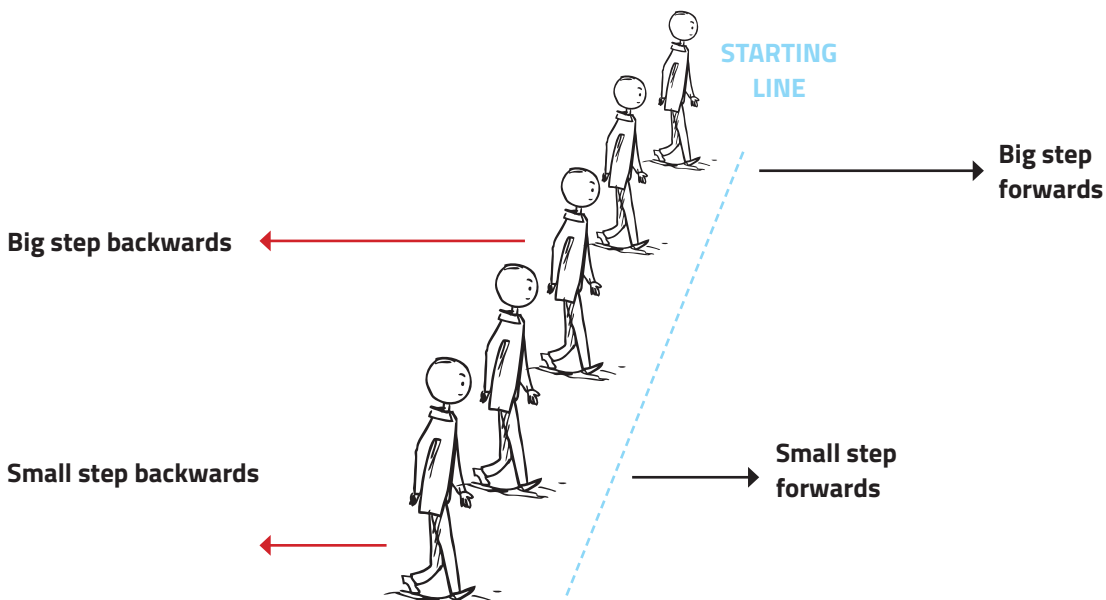 STARTING
LINE
Big step
forwards
Big step backwards
Small step
forwards
Small step backwards